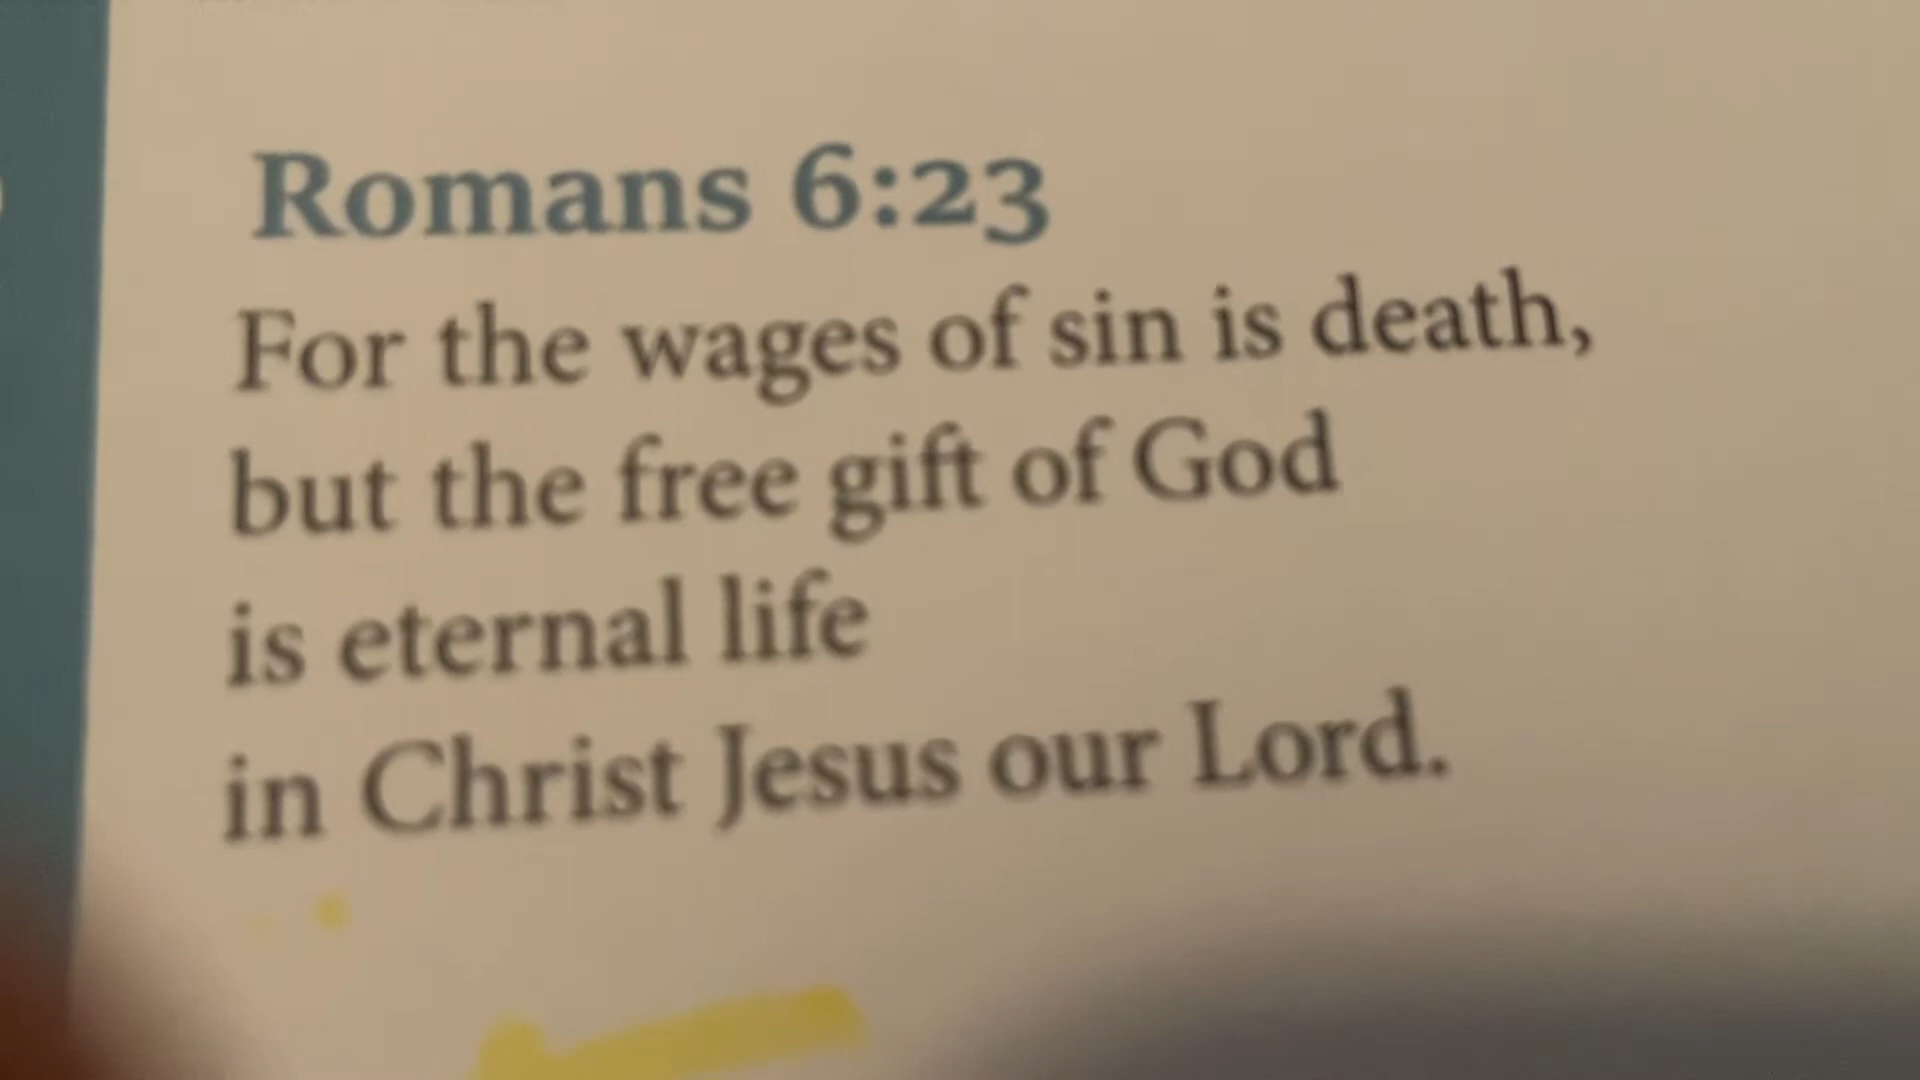 Romans 6:23
For the wages of sin is death,
but the free gift of God
is eternal life
in Christ Jesus our Lord.